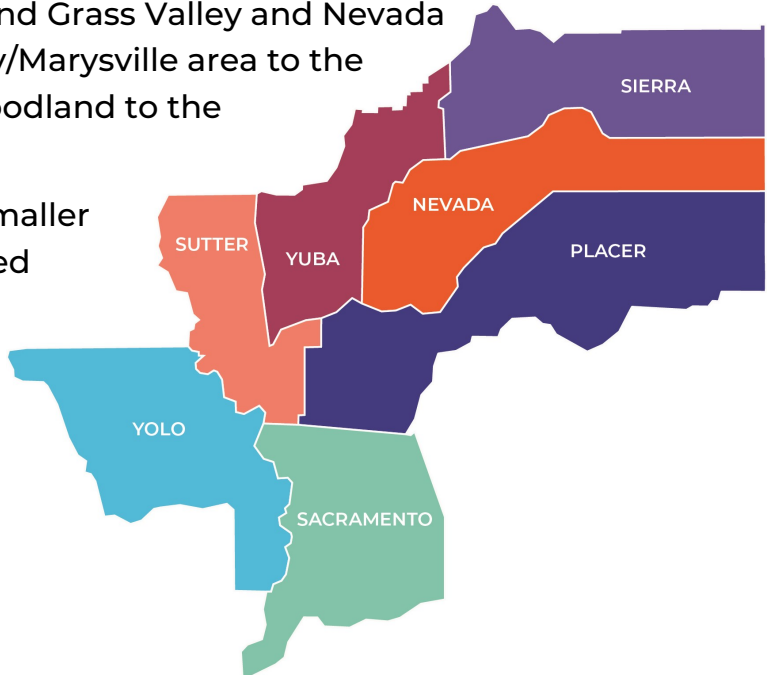 nd Grass Valley and Nevada
y/Marysville area to the
odland to the
maller
ed
SIERRA
NEVADA
SUTTER
YUBA
PLACER
YOLO
SACRAMENTO